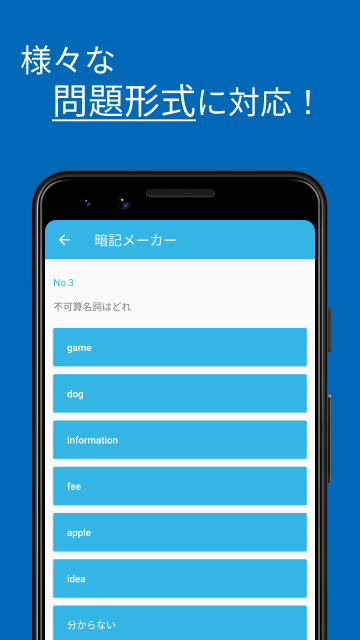 様々な
問題形式に対応！
暗記メーカー
No.3
不可算名詞はどれ
game
dog
information
fee
apple
idea
分からない